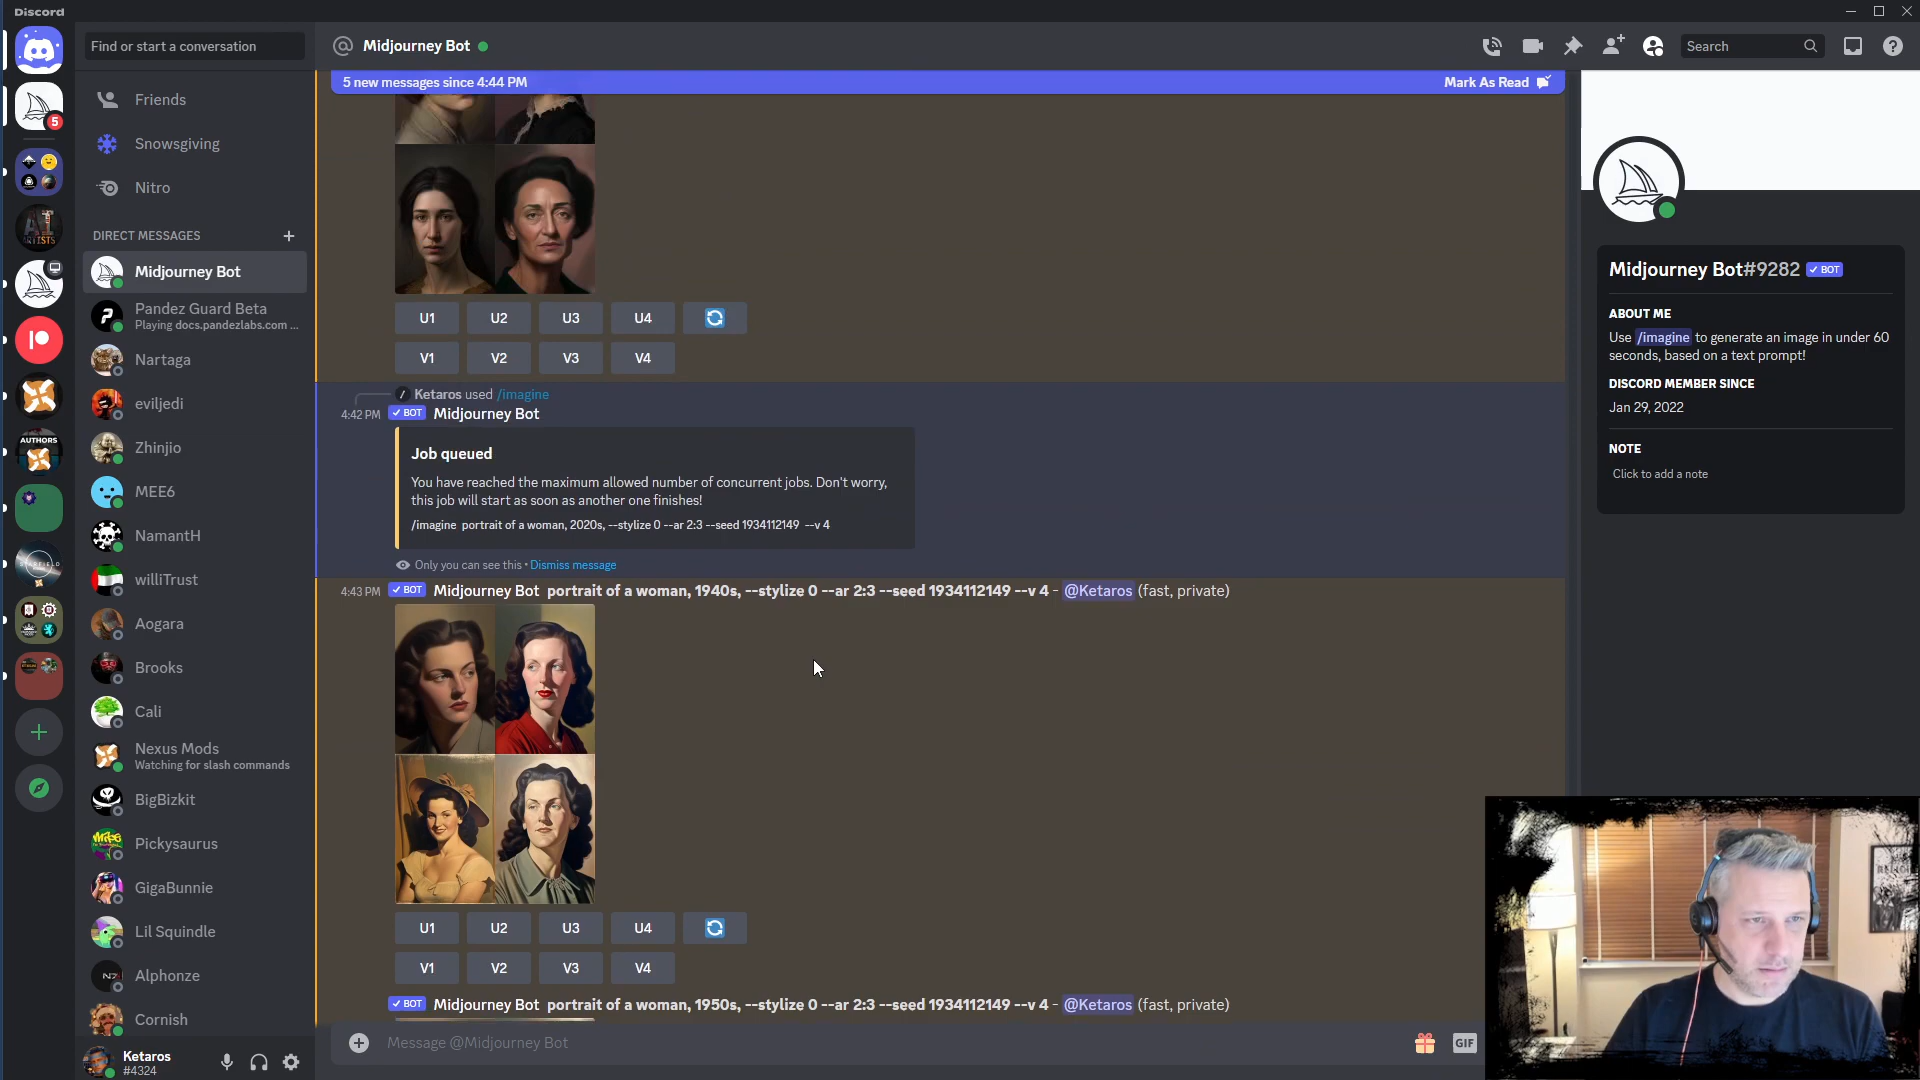 Discord
Find or start a conversation
Midjourney Bot
Search
5 new messages since 4:44 PM
Mark As Read
5
Friends
Snowsgiving
Nitro
DIRECT MESSAGES
Midjourney Bot
Pandez Guard Beta
Playing docs.pandezlabs.com ...
Nartaga
eviljedi
Zhinjio
MEE6
NamantH
williTrust
Aogara
Brooks
Cali
Nexus Mods
Watching for slash commands
BigBizkit
Pickysaurus
GigaBunnie
Lil Squindle
Alphonze
Cornish
Ketaros
#4324
AI
ARTISTS
AUTHORS
U1 U2 U3 U4
V1 V2 V3 V4
Ketaros used /imagine
4:42 PM BOT Midjourney Bot
Job queued
You have reached the maximum allowed number of concurrent jobs. Don't worry,
this job will start as soon as another one finishes!
/imagine portrait of a woman, 2020s, --stylize 0 --ar 2:3 --seed 1934112149 --v 4
Only you can see this • Dismiss message
4:43 PM BOT Midjourney Bot portrait of a woman, 1940s, --stylize 0 --ar 2:3 --seed 1934112149 --v 4 - @Ketaros (fast, private)
U1 U2 U3 U4
V1 V2 V3 V4
BOT Midjourney Bot portrait of a woman, 1950s, --stylize 0 --ar 2:3 --seed 1934112149 --v 4 - @Ketaros (fast, private)
Message @Midjourney Bot
GIF
Midjourney Bot#9282 BOT
ABOUT ME
Use /imagine to generate an image in under 60
seconds, based on a text prompt!
DISCORD MEMBER SINCE
Jan 29, 2022
NOTE
Click to add a note